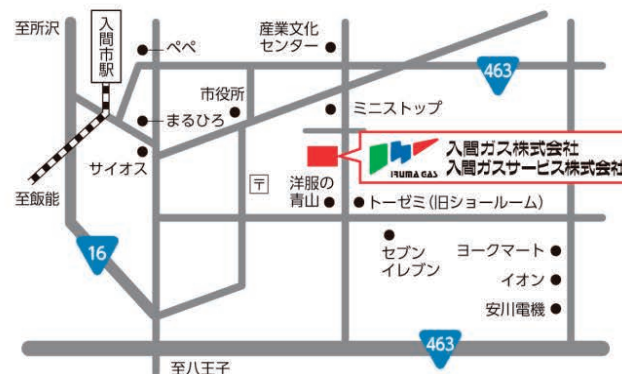 至所沢
入間市駅
ペペ
産業文化
センター
463
市役所
ミニストップ
まるひろ
サイオス
至飯能
〒
IRUMA GAS
入間ガス株式会社
入間ガスサービス株式会社
洋服の
青山
トーゼミ(旧ショールーム)
16
セブン
イレブン
ヨークマート
イオン
安川電機
463
至八王子